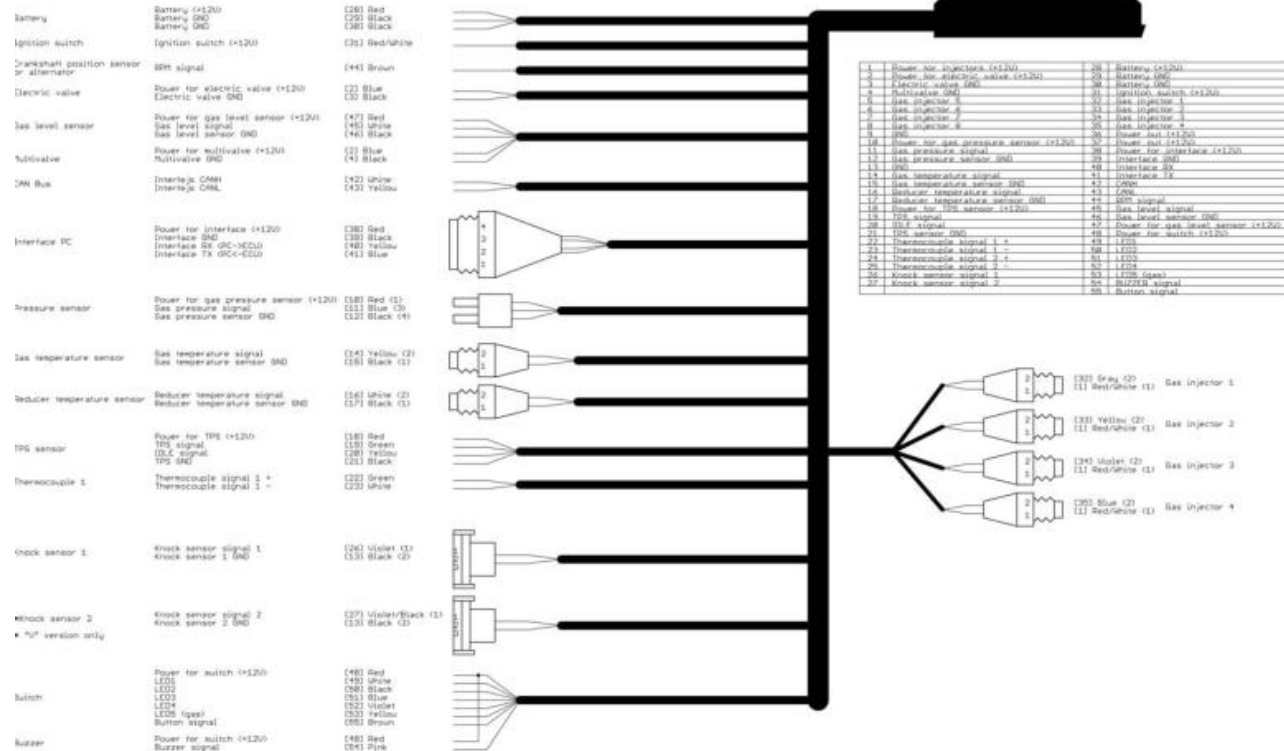 Battery
Battery (+12V) [28] Red
Battery GND [29] Black
Battery GND [30] Black
Ignition switch Ignition switch (+12V) [31] Red/White
Crankshaft position sensor
or alternator
RPM signal [44] Brown
Electric valve
Power for electric valve (+12V) [2] Blue
Electric valve GND [3] Black
Gas level sensor
Power for gas level sensor (+12V) [47] Red
Gas level signal [45] White
Gas level sensor GND [46] Black
Multivalve
Power for multivalve (+12V) [2] Blue
Multivalve GND [4] Black
CAN Bus
Interfejs CANH [42] White
Interfejs CANL [43] Yellow
Interface PC
Power for interface (+12V) [38] Red
Interface GND [39] Black
Interface RX (PC->ECU) [40] Yellow
Interface TX (PC<-ECU) [41] Blue
Pressure sensor
Power for gas pressure sensor (+12V) [10] Red (1)
Gas pressure signal [11] Blue (3)
Gas pressure sensor GND [12] Black (4)
Gas temperature sensor
Gas temperature signal [14] Yellow (2)
Gas temperature sensor GND [15] Black (1)
Reducer temperature sensor
Reducer temperature signal [16] White (2)
Reducer temperature sensor GND [17] Black (1)
TPS sensor
Power for TPS (+12V) [18] Red
TPS signal [19] Green
IDLE signal [20] Yellow
TPS GND [21] Black
Thermocouple 1
Thermocouple signal 1 + [22] Green
Thermocouple signal 1 - [23] White
Knock sensor 1
Knock sensor signal 1 [26] Violet (1)
Knock sensor 1 GND [13] Black (2)
*Knock sensor 2
* "U" version only
Knock sensor signal 2 [27] Violet/Black (1)
Knock sensor 2 GND [13] Black (2)
Switch
Power for switch (+12V) [48] Red
LED1 [49] White
LED2 [50] Black
LED3 [51] Blue
LED4 [52] Violet
LED5 (gas) [53] Yellow
Button signal [55] Brown
Buzzer
Power for switch (+12V) [48] Red
Buzzer signal [54] Pink
1 Power for injectors (+12V) 28 Battery (+12V)
2 Power for electric valve (+12V) 29 Battery GND
3 Electric valve GND 30 Battery GND
4 Multivalve GND 31 Ignition switch (+12V)
5 Gas injector 5 32 Gas injector 1
6 Gas injector 6 33 Gas injector 2
7 Gas injector 7 34 Gas injector 3
8 Gas injector 8 35 Gas injector 4
9 GND 36 Power out (+12V)
10 Power for gas pressure sensor (+12V) 37 Power out (+12V)
11 Gas pressure signal 38 Power for interface (+12V)
12 Gas pressure sensor GND 39 Interface GND
13 GND 40 Interface RX
14 Gas temperature signal 41 Interface TX
15 Gas temperature sensor GND 42 CANH
16 Reducer temperature signal 43 CANL
17 Reducer temperature sensor GND 44 RPM signal
18 Power for TPS sensor (+12V) 45 Gas level signal
19 TPS signal 46 Gas level sensor GND
20 IDLE signal 47 Power for gas level sensor (+12V)
21 TPS sensor GND 48 Power for switch (+12V)
22 Thermocouple signal 1 + 49 LED1
23 Thermocouple signal 1 - 50 LED2
24 Thermocouple signal 2 + 51 LED3
25 Thermocouple signal 2 - 52 LED4
26 Knock sensor signal 1 53 LED5 (gas)
27 Knock sensor signal 2 54 BUZZER signal
55 Button signal
[32] Gray (2)
[1] Red/White (1)
Gas injector 1
[33] Yellow (2)
[1] Red/White (1)
Gas injector 2
[34] Violet (2)
[1] Red/White (1)
Gas injector 3
[35] Blue (2)
[1] Red/White (1)
Gas injector 4